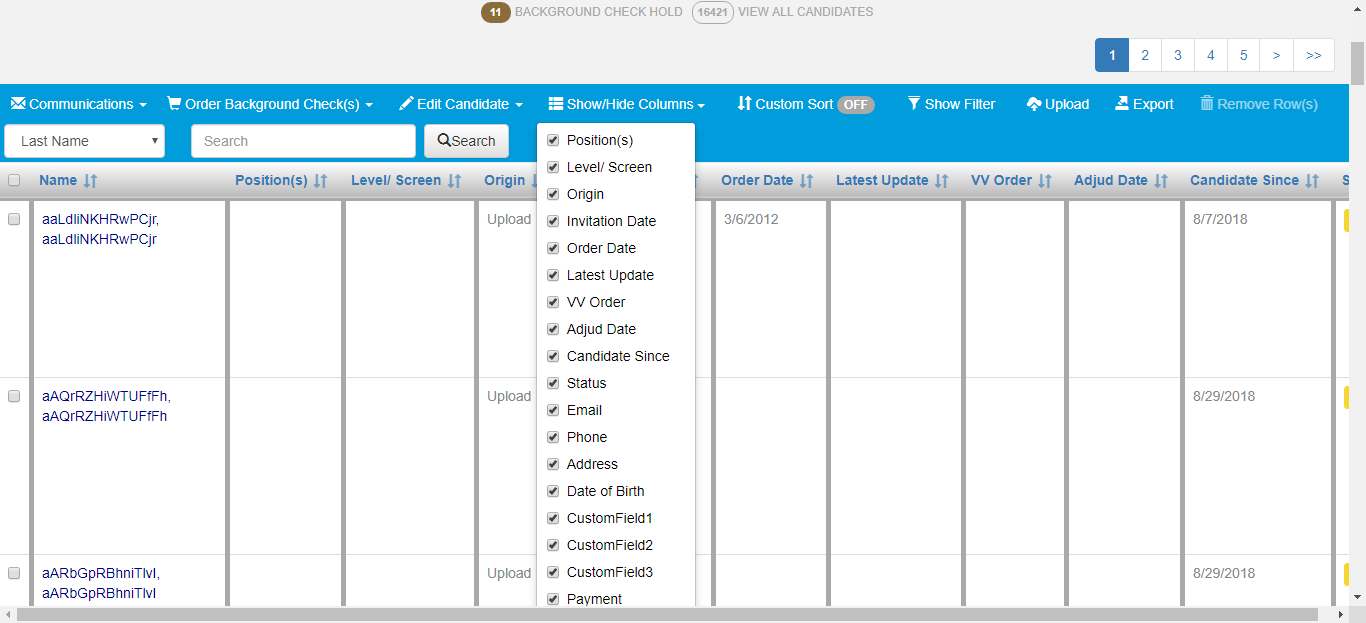 11 BACKGROUND CHECK HOLD 16421 VIEW ALL CANDIDATES
1 2 3 4 5 > >>
Communications Order Background Check(s) Edit Candidate Show/Hide Columns Custom Sort OFF Show Filter Upload Export Remove Row(s)
Last Name Search Search
Name Position(s) Level/ Screen Origin Order Date Latest Update VV Order Adjud Date Candidate Since S
Position(s)
Level/ Screen
Origin
Invitation Date
Order Date
Latest Update
VV Order
Adjud Date
Candidate Since
Status
Email
Phone
Address
Date of Birth
CustomField1
CustomField2
CustomField3
Payment
aaLdIiNKHRwPCjr, Upload 3/6/2012 8/7/2018
aaLdIiNKHRwPCjr
aAQrRZHiWTUFfFh, Upload 8/29/2018
aAQrRZHiWTUFfFh
aARbGpRBhniTlvI, Upload 8/29/2018
aARbGpRBhniTlvI